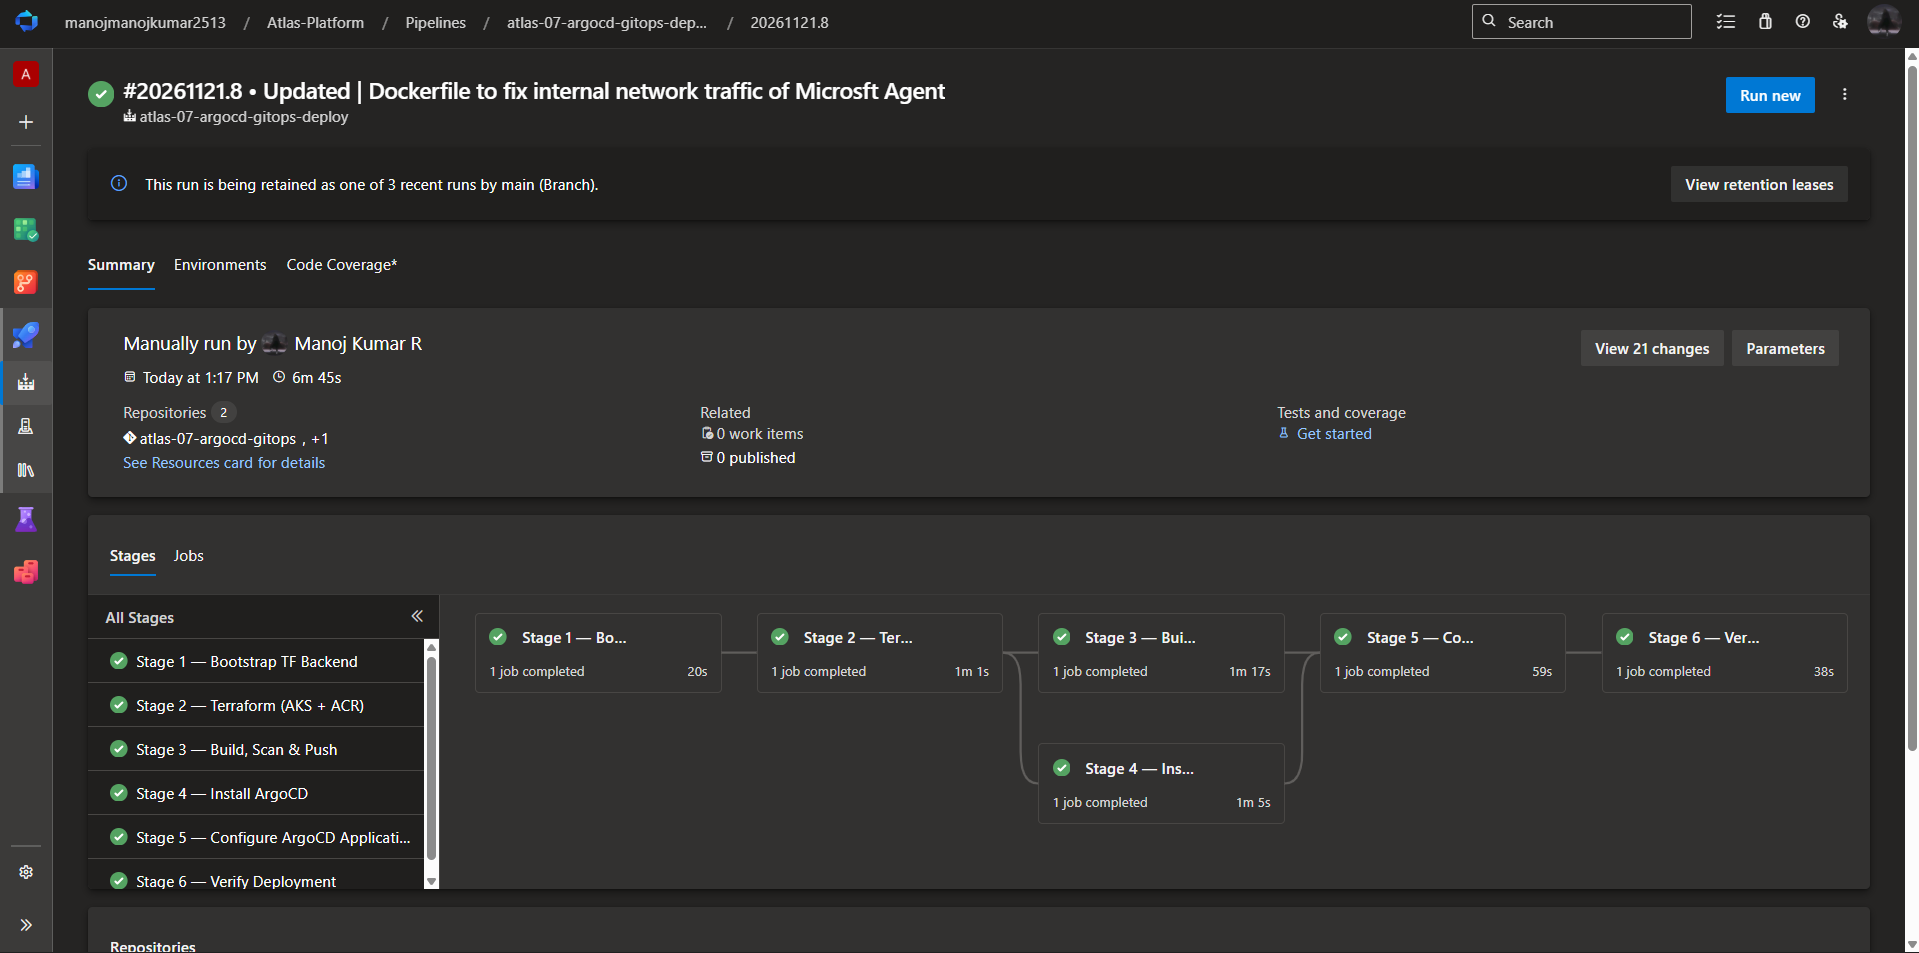 manojmanojkumar2513 / Atlas-Platform / Pipelines / atlas-07-argocd-gitops-dep... / 20261121.8
Search
A
#20261121.8 • Updated | Dockerfile to fix internal network traffic of Microsft Agent
atlas-07-argocd-gitops-deploy
Run new
This run is being retained as one of 3 recent runs by main (Branch).
View retention leases
Summary
Environments
Code Coverage*
Manually run by Manoj Kumar R
View 21 changes
Parameters
Today at 1:17 PM 6m 45s
Repositories 2
atlas-07-argocd-gitops , +1
See Resources card for details
Related
0 work items
0 published
Tests and coverage
Get started
Stages
Jobs
All Stages
Stage 1 — Bootstrap TF Backend
Stage 2 — Terraform (AKS + ACR)
Stage 3 — Build, Scan & Push
Stage 4 — Install ArgoCD
Stage 5 — Configure ArgoCD Applicati...
Stage 6 — Verify Deployment
Stage 1 — Bo...
1 job completed 20s
Stage 2 — Ter...
1 job completed 1m 1s
Stage 3 — Bui...
1 job completed 1m 17s
Stage 4 — Ins...
1 job completed 1m 5s
Stage 5 — Co...
1 job completed 59s
Stage 6 — Ver...
1 job completed 38s
Repositories